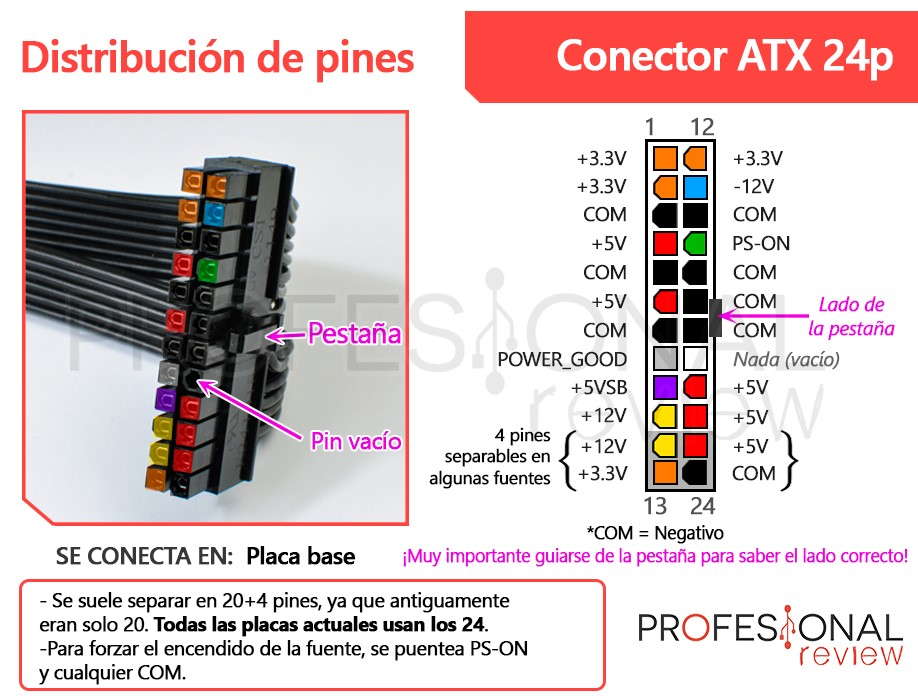 Distribución de pines
Conector ATX 24p
Pestaña
Pin vacío
1 12
+3.3V +3.3V
+3.3V -12V
COM COM
+5V PS-ON
COM COM
+5V COM
COM COM
POWER_GOOD Nada (vacío)
+5VSB +5V
+12V +5V
+12V +5V
+3.3V COM
Lado de
la pestaña
4 pines
separables en
algunas fuentes
13 24
*COM = Negativo
SE CONECTA EN: Placa base
¡Muy importante guiarse de la pestaña para saber el lado correcto!
- Se suele separar en 20+4 pines, ya que antiguamente
eran solo 20. Todas las placas actuales usan los 24.
-Para forzar el encendido de la fuente, se puentea PS-ON
y cualquier COM.
PROFESIONAL
review
PROFESIONAL
review